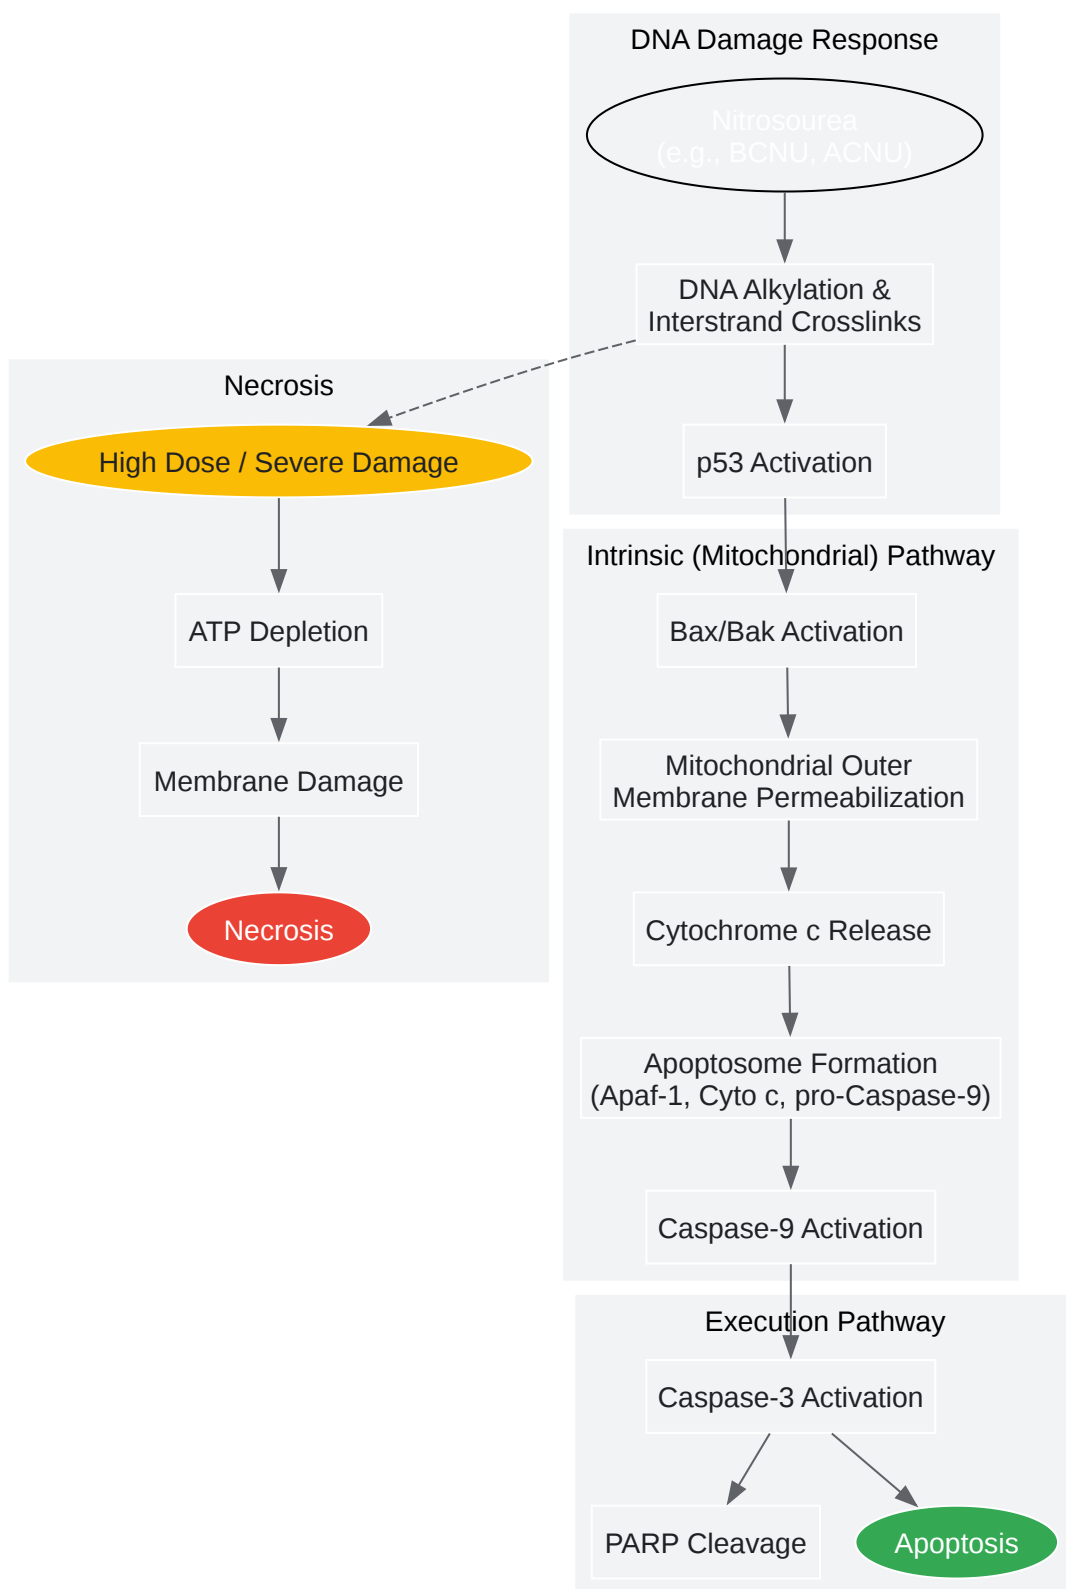 DNA Damage Response
Nitrosourea
(e.g., BCNU, ACNU)
DNA Alkylation &
Interstrand Crosslinks
p53 Activation
Necrosis
High Dose / Severe Damage
ATP Depletion
Membrane Damage
Necrosis
Intrinsic (Mitochondrial) Pathway
Bax/Bak Activation
Mitochondrial Outer
Membrane Permeabilization
Cytochrome c Release
Apoptosome Formation
(Apaf-1, Cyto c, pro-Caspase-9)
Caspase-9 Activation
Execution Pathway
Caspase-3 Activation
PARP Cleavage
Apoptosis